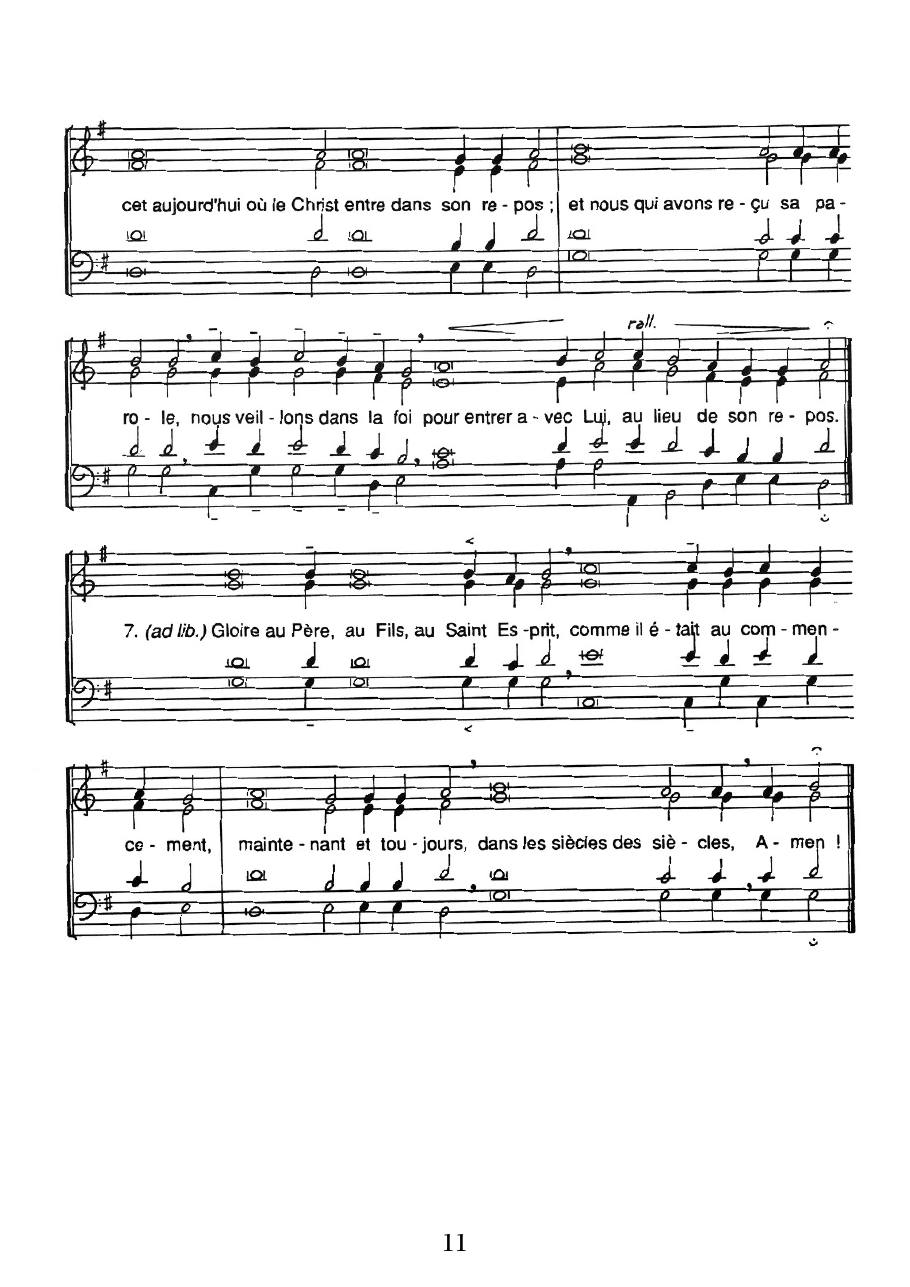 cet aujourd'hui où le Christ entre dans son re - pos ; et nous qui avons re - çu sa pa -
rall.
ro - le, nous veil - lons dans la foi pour entrer a - vec Lui, au lieu de son re - pos.
7. (ad lib.) Gloire au Père, au Fils, au Saint Es - prit, comme il é - tait au com - men -
ce - ment, mainte - nant et tou - jours, dans les siècles des siè - cles, A - men !
11